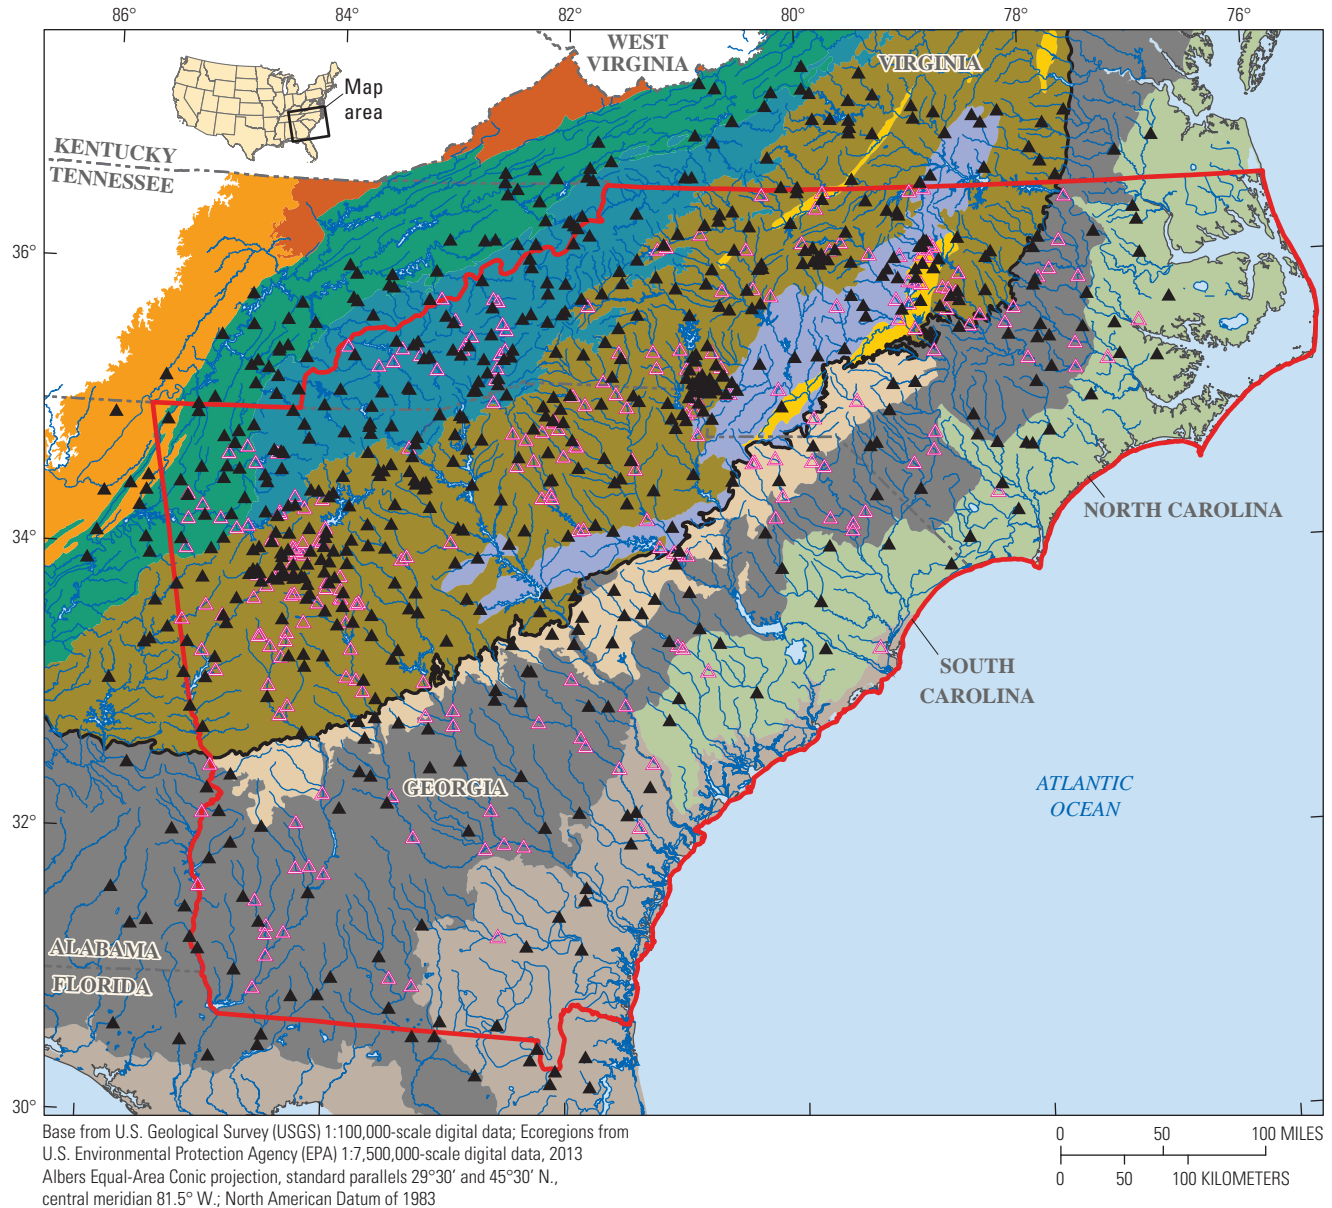 86°
84°
82°
80°
78°
76°
WEST
VIRGINIA
VIRGINIA
Map
area
KENTUCKY
TENNESSEE
36°
34°
32°
30°
NORTH CAROLINA
SOUTH
CAROLINA
GEORGIA
ATLANTIC
OCEAN
ALABAMA
FLORIDA
Base from U.S. Geological Survey (USGS) 1:100,000-scale digital data; Ecoregions from
U.S. Environmental Protection Agency (EPA) 1:7,500,000-scale digital data, 2013
Albers Equal-Area Conic projection, standard parallels 29°30′ and 45°30′ N.,
central meridian 81.5° W.; North American Datum of 1983
0 50 100 MILES
0 50 100 KILOMETERS